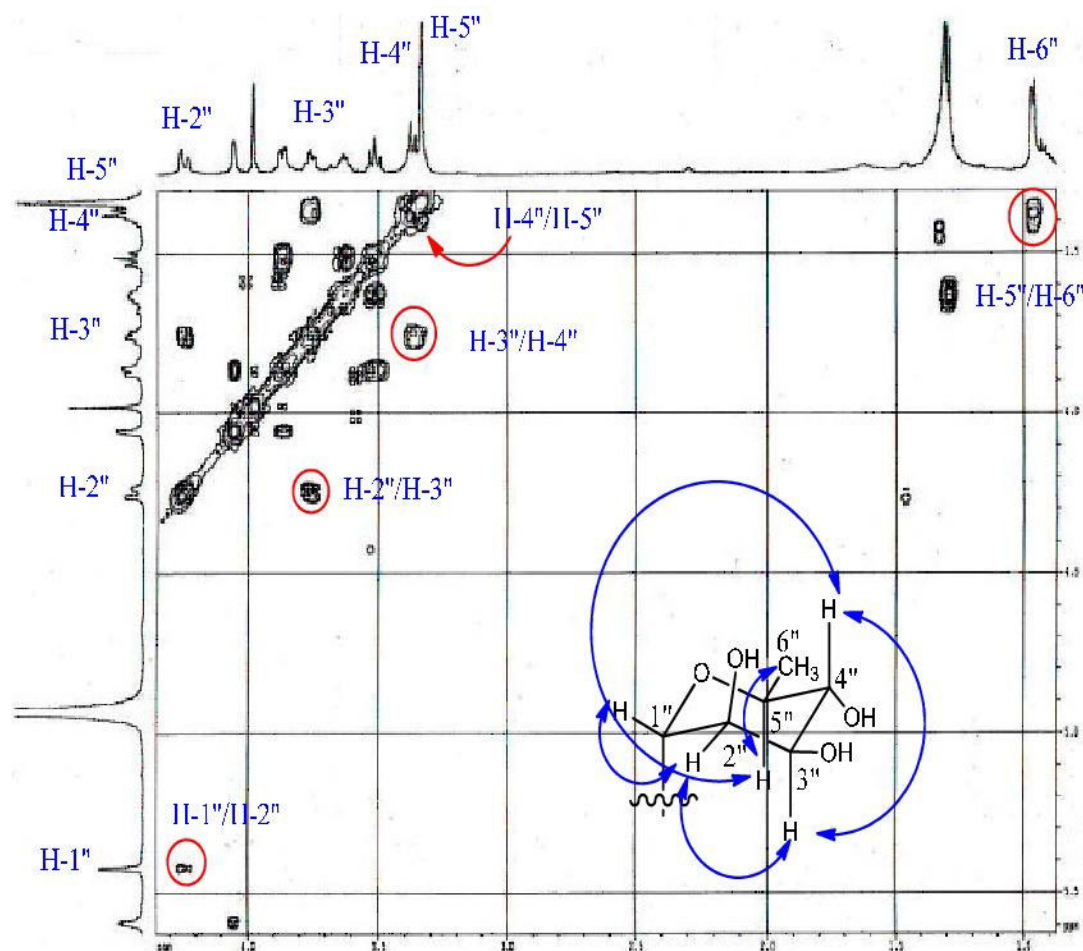 H-5"
H-4"
H-6"
H-2"
H-3"
H-5"
H-4"
H-4"/H-5"
H-5"/H-6"
H-3"
H-3"/H-4"
H-2"
H-2"/H-3"
H
6"
OH
CH₃
O
4"
H
1"
5"
OH
H
2"
OH
H
3"
H-1"/H-2"
H
H-1"